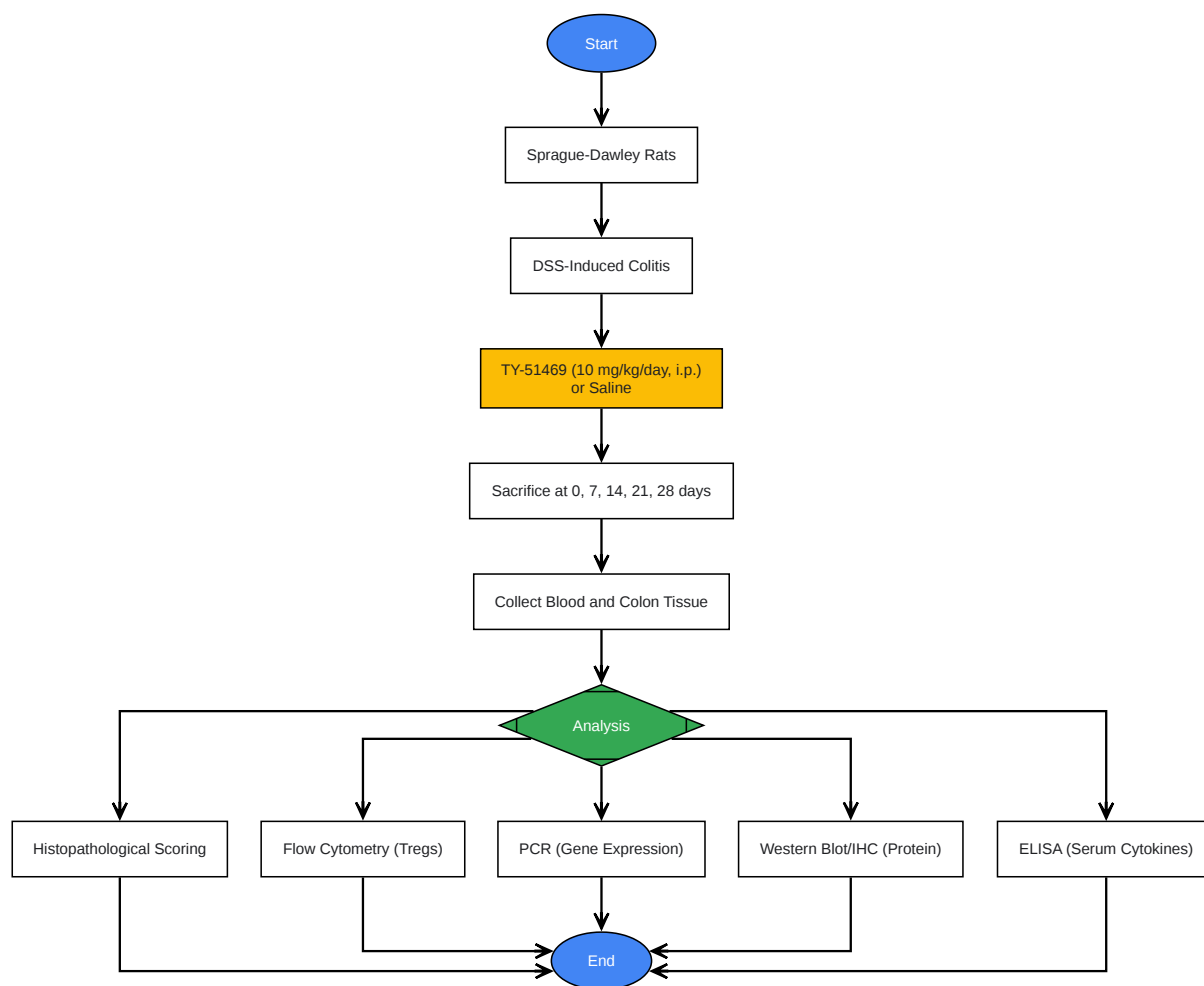 Start
Sprague-Dawley Rats
DSS-Induced Colitis
TY-51469 (10 mg/kg/day, i.p.)
or Saline
Sacrifice at 0, 7, 14, 21, 28 days
Collect Blood and Colon Tissue
Analysis
Histopathological Scoring
Flow Cytometry (Tregs)
PCR (Gene Expression)
Western Blot/IHC (Protein)
ELISA (Serum Cytokines)
End